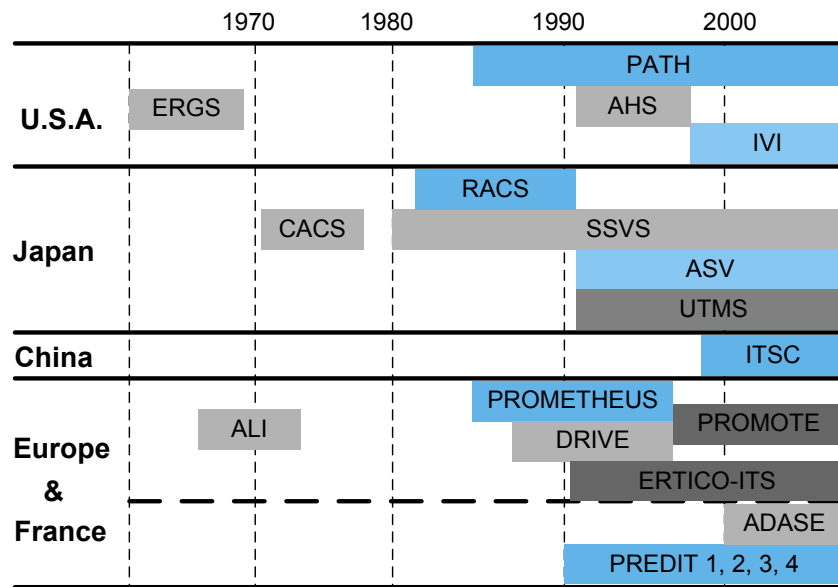 1970 1980 1990 2000
PATH
U.S.A.
ERGS
AHS
IVI
Japan
RACS
CACS
SSVS
ASV
UTMS
China
ITSC
Europe
&
France
PROMETHEUS
ALI
DRIVE
PROMOTE
ERTICO-ITS
ADASE
PREDIT 1, 2, 3, 4